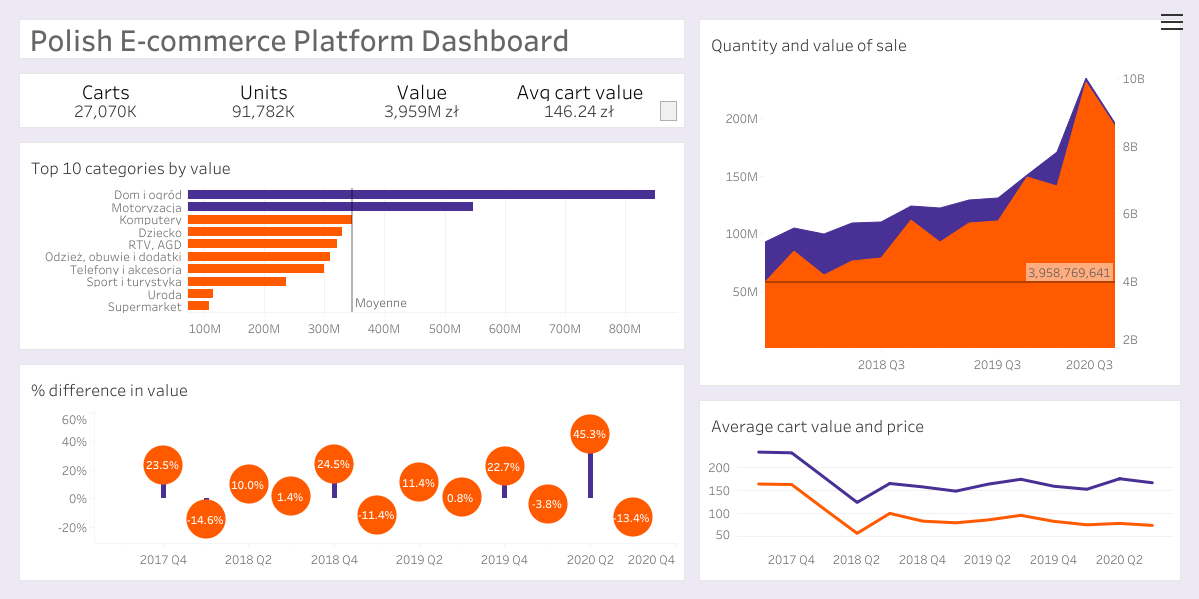 Polish E-commerce Platform Dashboard
Carts
27,070K
Units
91,782K
Value
3,959M zł
Avg cart value
146.24 zł
Top 10 categories by value
Dom i ogród
Motoryzacja
Komputery
Dziecko
RTV, AGD
Odzież, obuwie i dodatki
Telefony i akcesoria
Sport i turystyka
Uroda
Supermarket
Moyenne
100M 200M 300M 400M 500M 600M 700M 800M
% difference in value
60%
40%
20%
0%
-20%
23.5%
-14.6%
10.0%
1.4%
24.5%
-11.4%
11.4%
0.8%
22.7%
-3.8%
45.3%
-13.4%
2017 Q4 2018 Q2 2018 Q4 2019 Q2 2019 Q4 2020 Q2 2020 Q4
Quantity and value of sale
200M
150M
100M
50M
10B
8B
6B
4B
2B
3,958,769,641
2018 Q3 2019 Q3 2020 Q3
Average cart value and price
200
150
100
50
2017 Q4 2018 Q2 2018 Q4 2019 Q2 2019 Q4 2020 Q2